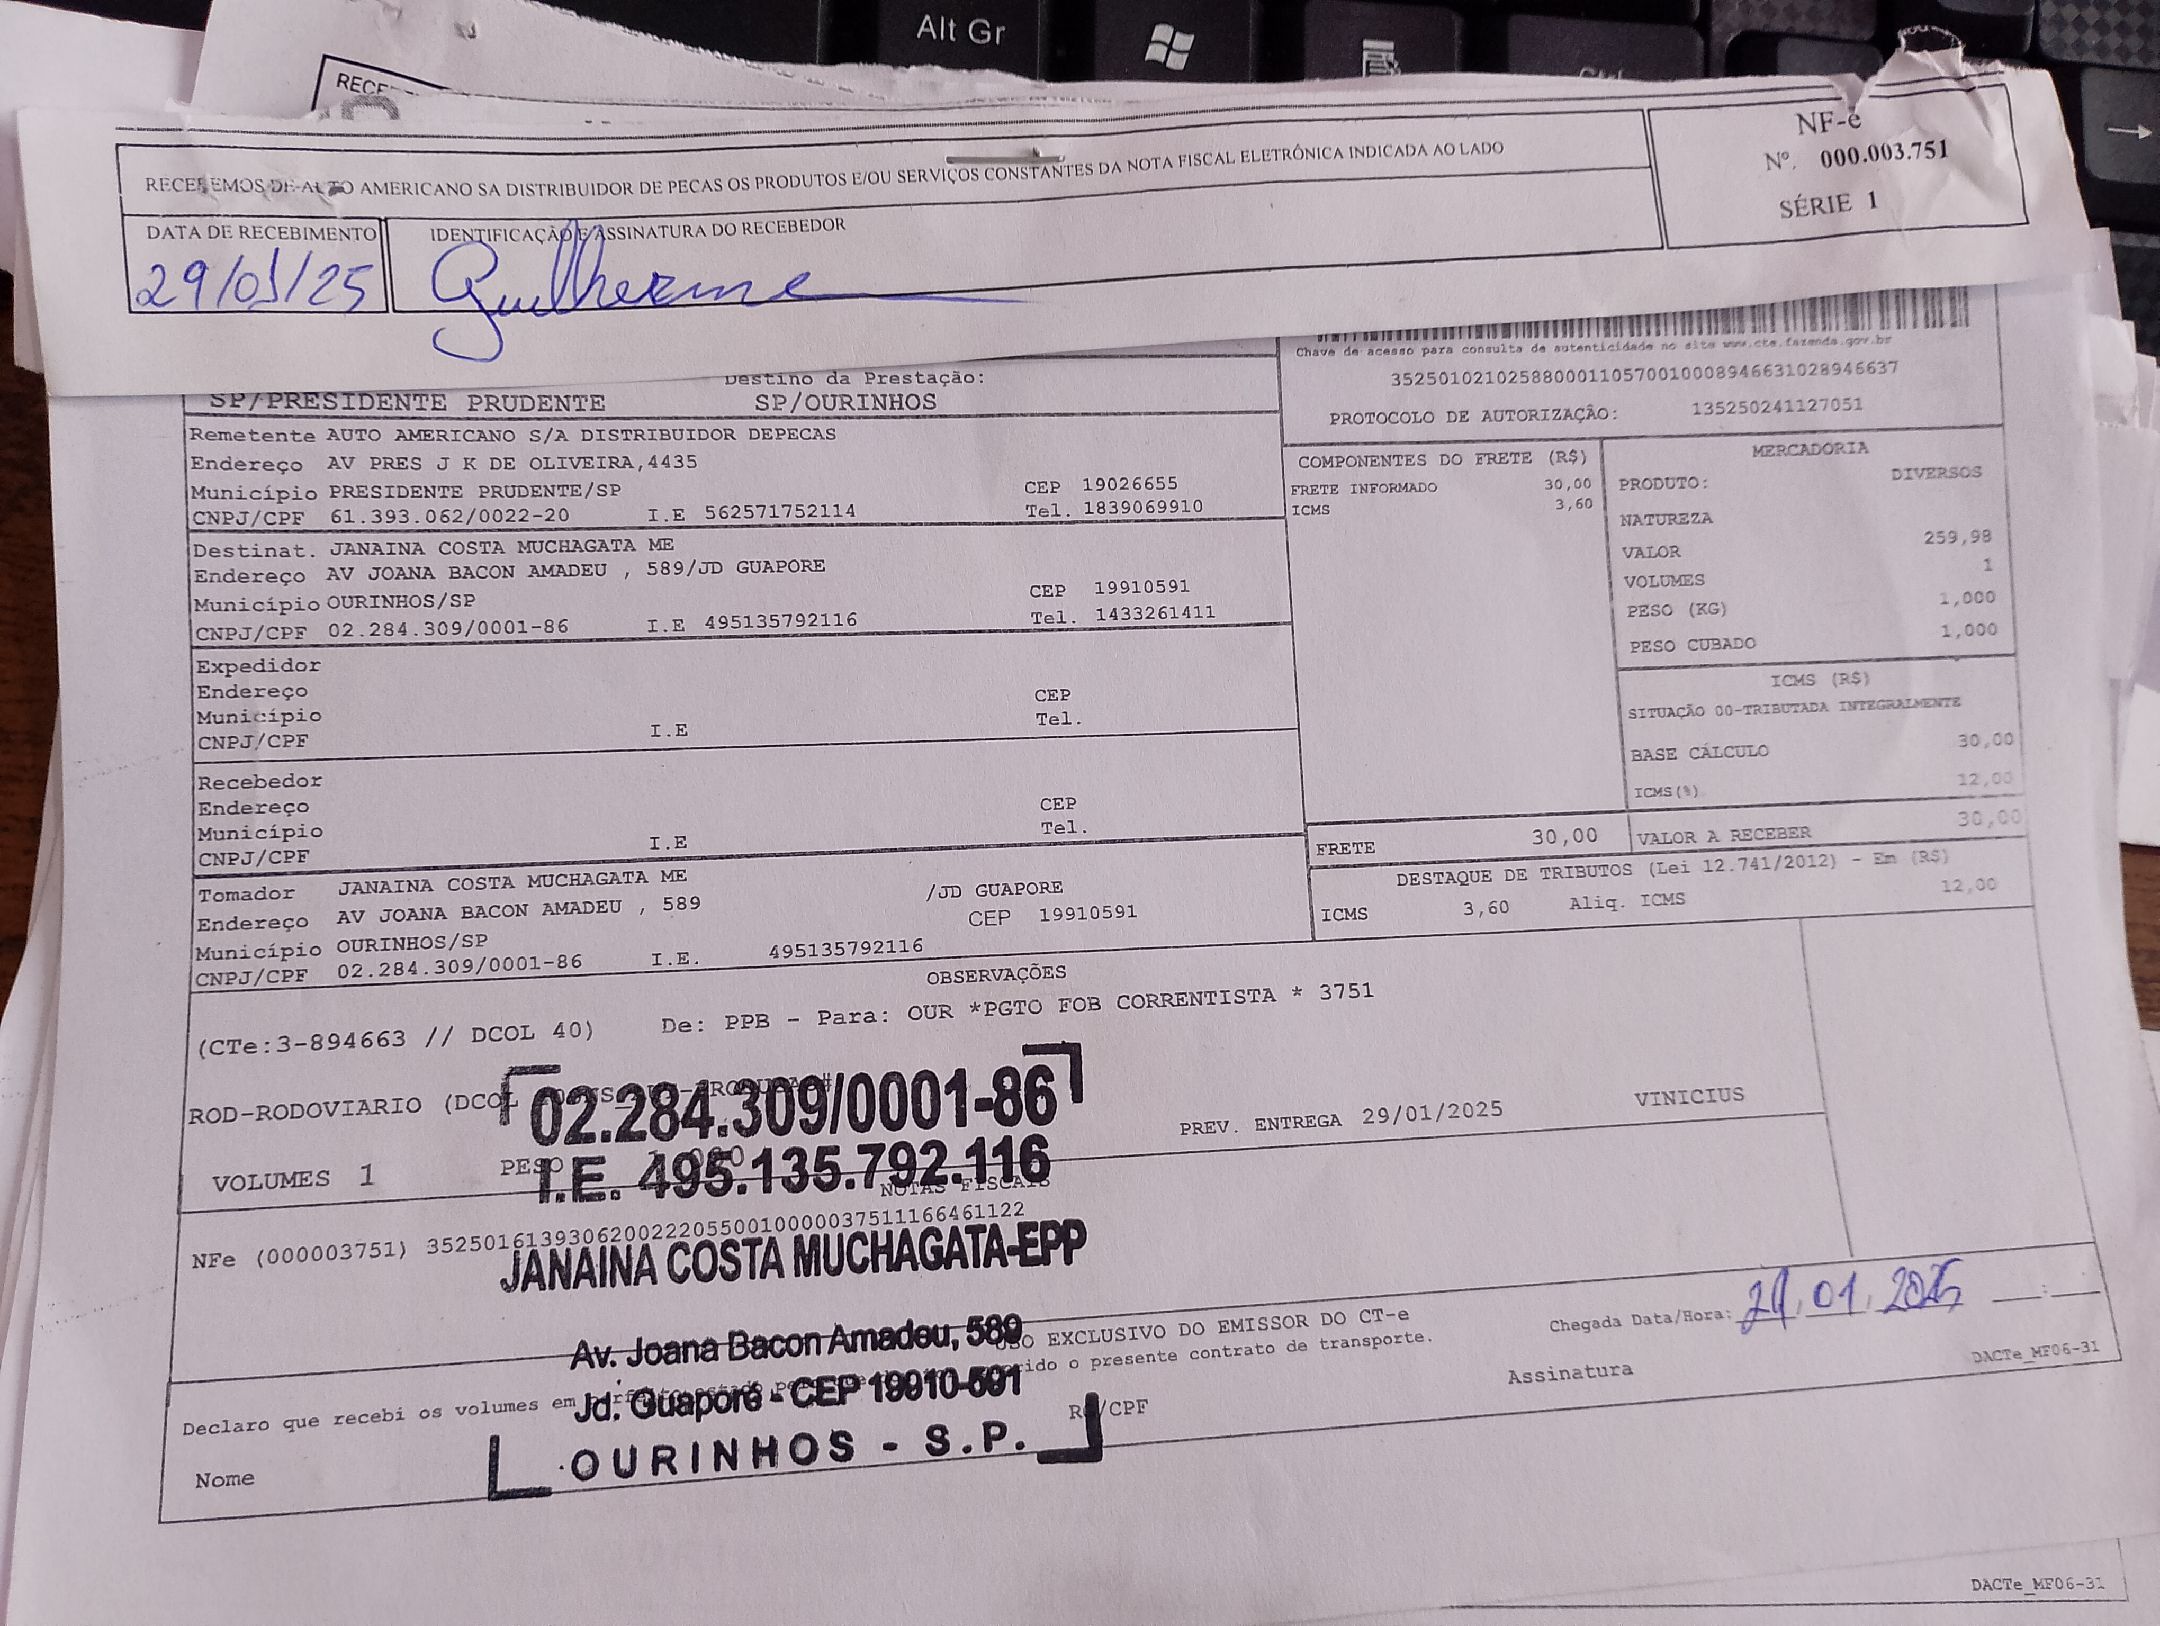 Alt Gr
RECE
RECEBEMOS DE AUTO AMERICANO SA DISTRIBUIDOR DE PECAS OS PRODUTOS E/OU SERVIÇOS CONSTANTES DA NOTA FISCAL ELETRÔNICA INDICADA AO LADO
NF-e
Nº. 000.003.751
SÉRIE 1
DATA DE RECEBIMENTO
IDENTIFICAÇÃO E ASSINATURA DO RECEBEDOR
29/01/25
Guilherme
Chave de acesso para consulta de autenticidade no site www.cte.fazenda.gov.br
35250102102588000110570010008946631028946637
PROTOCOLO DE AUTORIZAÇÃO: 135250241127051
Destino da Prestação:
SP/PRESIDENTE PRUDENTE SP/OURINHOS
Remetente AUTO AMERICANO S/A DISTRIBUIDOR DEPECAS
Endereço AV PRES J K DE OLIVEIRA,4435
Município PRESIDENTE PRUDENTE/SP CEP 19026655
CNPJ/CPF 61.393.062/0022-20 I.E 562571752114 Tel. 1839069910
Destinat. JANAINA COSTA MUCHAGATA ME
Endereço AV JOANA BACON AMADEU , 589/JD GUAPORE
Município OURINHOS/SP CEP 19910591
CNPJ/CPF 02.284.309/0001-86 I.E 495135792116 Tel. 1433261411
Expedidor
Endereço
Município CEP
CNPJ/CPF I.E Tel.
Recebedor
Endereço
Município CEP
CNPJ/CPF I.E Tel.
Tomador JANAINA COSTA MUCHAGATA ME
Endereço AV JOANA BACON AMADEU , 589 /JD GUAPORE
Município OURINHOS/SP CEP 19910591
CNPJ/CPF 02.284.309/0001-86 I.E. 495135792116
COMPONENTES DO FRETE (R$)
FRETE INFORMADO 30,00
ICMS 3,60
MERCADORIA
PRODUTO: DIVERSOS
NATUREZA
VALOR 259,98
VOLUMES 1
PESO (KG) 1,000
PESO CUBADO 1,000
ICMS (R$)
SITUAÇÃO 00-TRIBUTADA INTEGRALMENTE
BASE CÁLCULO 30,00
ICMS(%) 12,00
FRETE 30,00 VALOR A RECEBER 30,00
DESTAQUE DE TRIBUTOS (Lei 12.741/2012) - Em (R$)
ICMS 3,60 Aliq. ICMS 12,00
OBSERVAÇÕES
(CTe:3-894663 // DCOL 40) De: PPB - Para: OUR *PGTO FOB CORRENTISTA * 3751
ROD-RODOVIARIO (DCOL
PREV. ENTREGA 29/01/2025 VINICIUS
VOLUMES 1 PESO
NOTAS FISCAIS
NFe (000003751) 35250161393062002220550010000037511166461122
02.284.309/0001-86
I.E. 495.135.792.116
JANAINA COSTA MUCHAGATA-EPP
Av. Joana Bacon Amadeu, 589
Jd. Guaporé - CEP 19910-591
OURINHOS - S.P.
USO EXCLUSIVO DO EMISSOR DO CT-e
Declaro que recebi os volumes em perfeito estado o presente contrato de transporte.
Chegada Data/Hora: 29.01.2025 :
Nome RG/CPF Assinatura
DACTe_MF06-31
DACTe_MF06-31